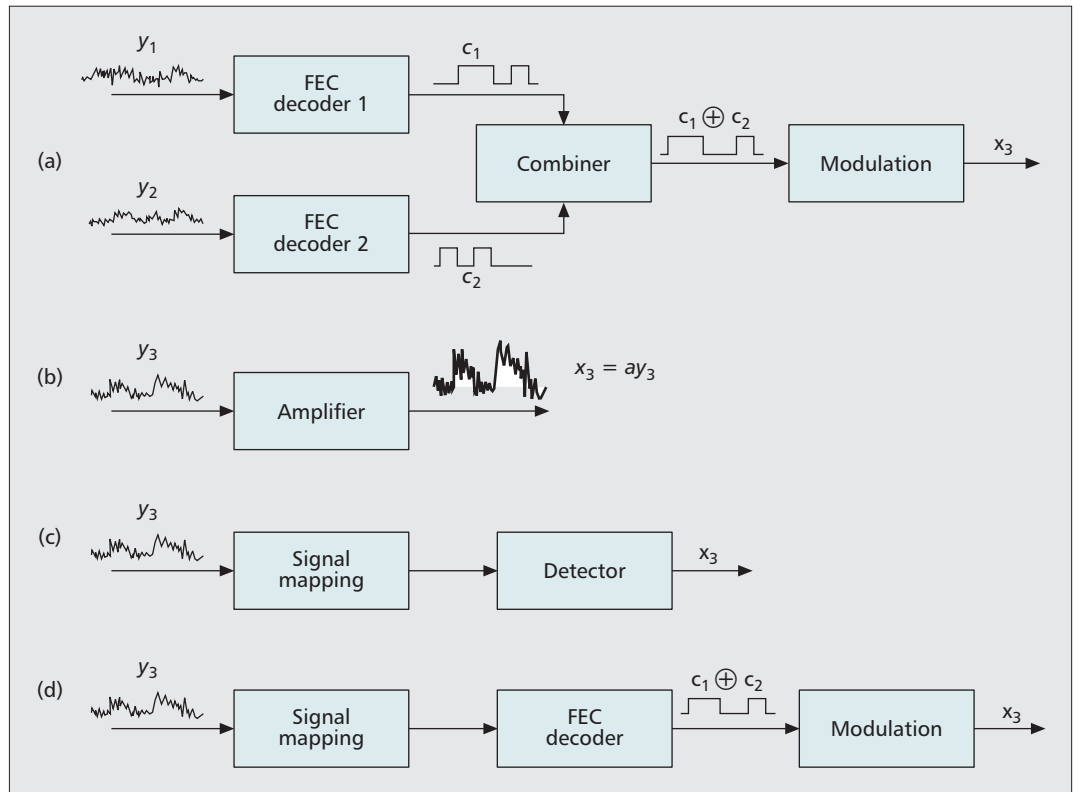 (a)
y1
FEC
decoder 1
c1
y2
FEC
decoder 2
c2
Combiner
c1 ⊕ c2
Modulation
x3
(b)
y3
Amplifier
x3 = ay3
(c)
y3
Signal
mapping
Detector
x3
(d)
y3
Signal
mapping
FEC
decoder
c1 ⊕ c2
Modulation
x3